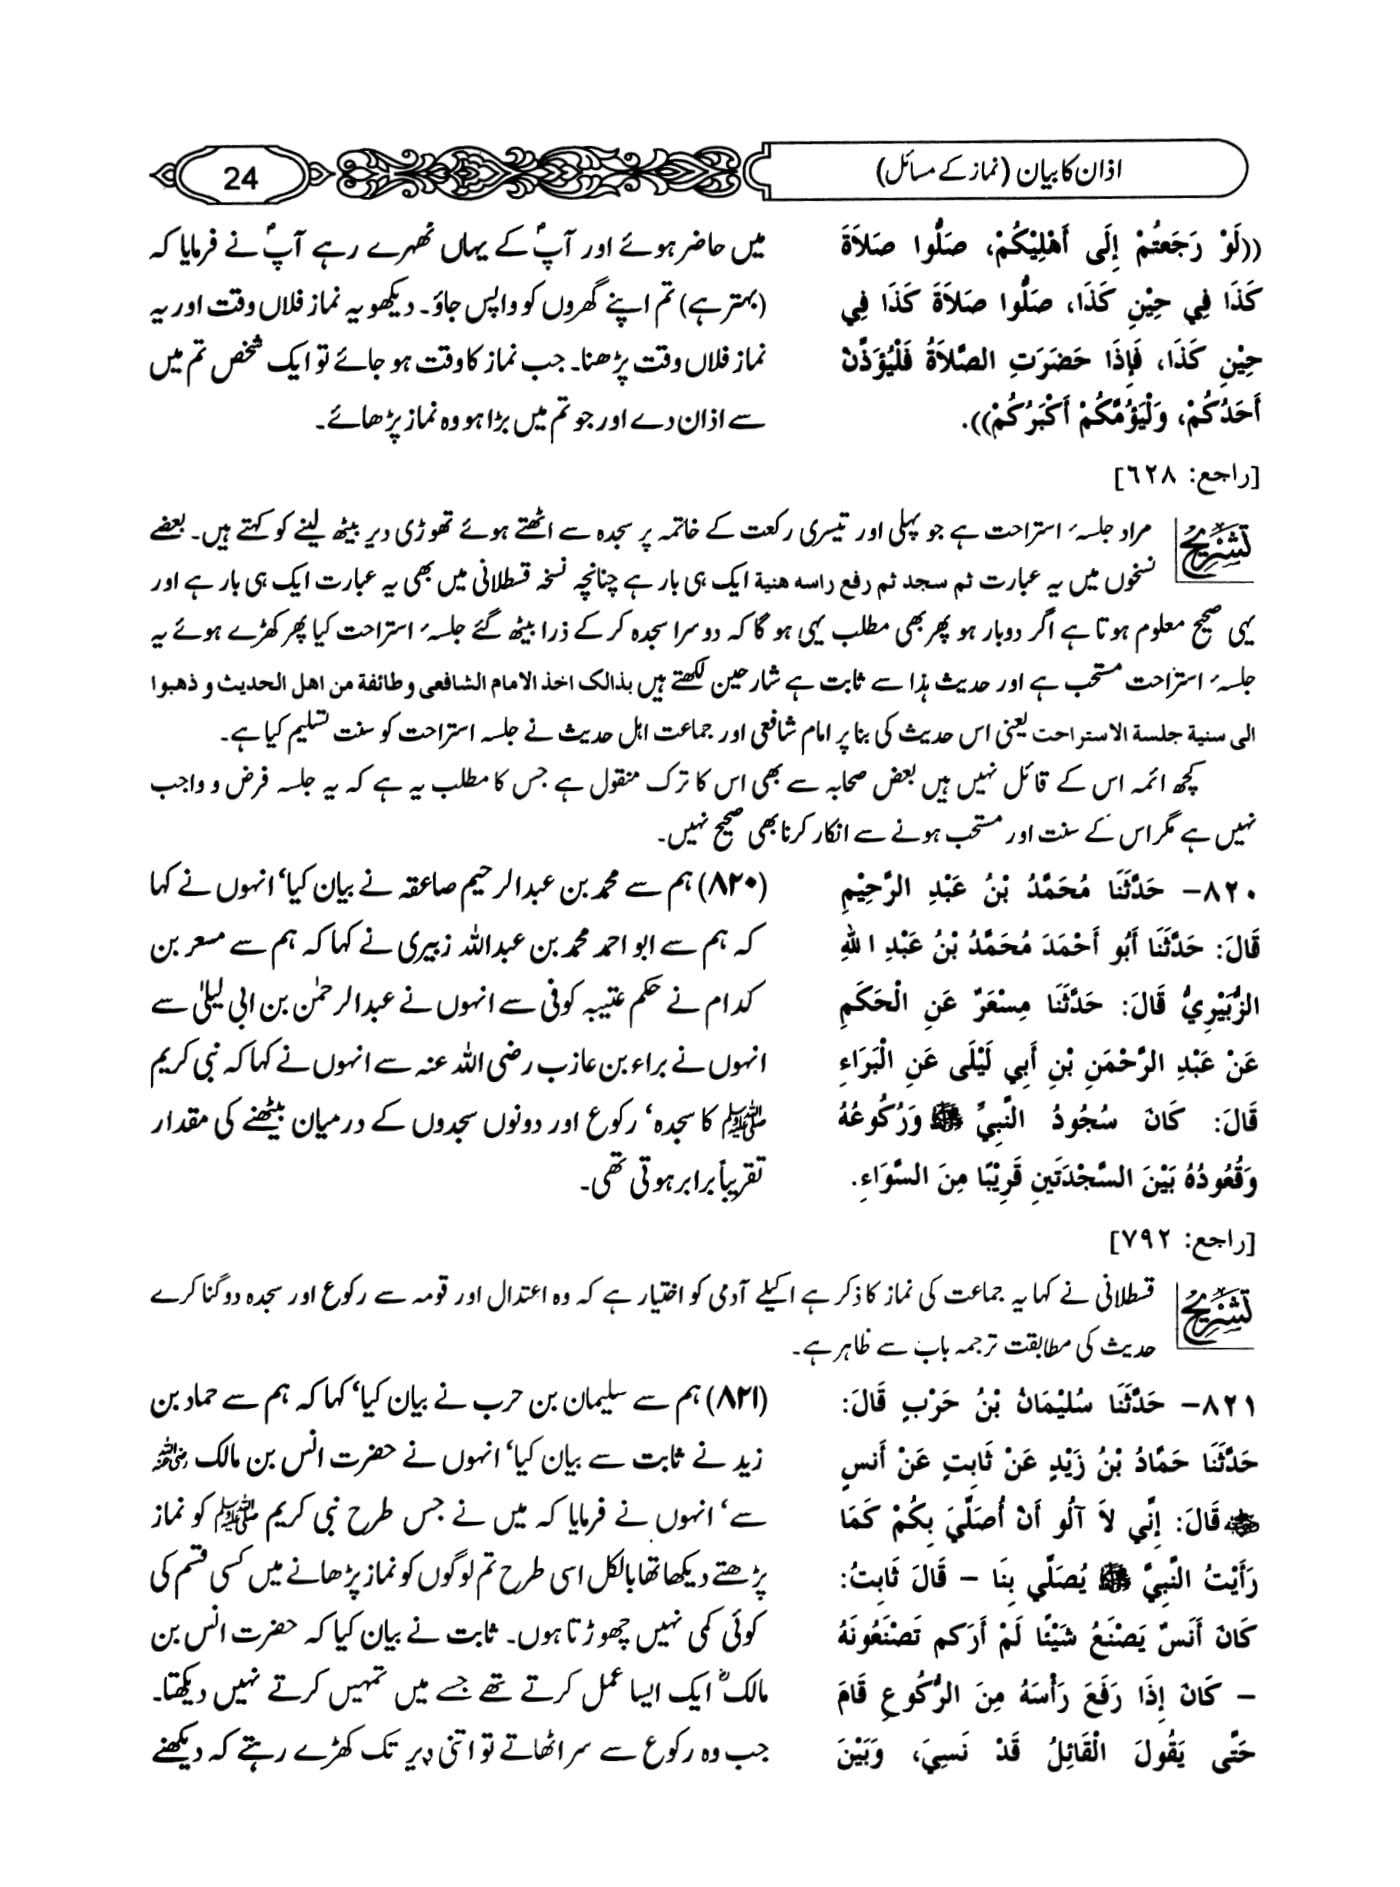 اذان کا بیان (نماز کے مسائل)
24
((لَوْ رَجَعتُمْ إِلَى أَهْلِيْكُمْ، صَلُّوا صَلاَةَ
كَذَا فِي حِيْنِ كَذَا، صَلُّوا صَلاَةَ كَذَا فِي
حِيْنِ كَذَا، فَإِذَا حَضَرَتِ الصَّلاَةُ فَلْيُؤَذِّنْ
أَحَدُكُمْ، وَلْيَؤُمَّكُمْ أَكْبَرُكُمْ)).
[راجع: ٦٢٨]
میں حاضر ہوئے اور آپؐ کے یہاں ٹھہرے رہے آپؐ نے فرمایا کہ
(بہتر ہے) تم اپنے گھروں کو واپس جاؤ۔ دیکھو یہ نماز فلاں وقت اور یہ
نماز فلاں وقت پڑھنا۔ جب نماز کا وقت ہو جائے تو ایک شخص تم میں
سے اذان دے اور جو تم میں بڑا ہو وہ نماز پڑھائے۔
تشریح
مراد جلسہء استراحت ہے جو پہلی اور تیسری رکعت کے خاتمہ پر سجدہ سے اٹھتے ہوئے تھوڑی دیر بیٹھ لینے کو کہتے ہیں۔ بعضے
نسخوں میں یہ عبارت ثم سجد ثم رفع راسہ ھنیة ایک ہی بار ہے چنانچہ نسخہ قسطلانی میں بھی یہ عبارت ایک ہی بار ہے اور
یہی صحیح معلوم ہوتا ہے اگر دوبار ہو پھر بھی مطلب یہی ہو گا کہ دوسرا سجدہ کر کے ذرا بیٹھ گئے جلسہء استراحت کیا پھر کھڑے ہوئے یہ
جلسہء استراحت مستحب ہے اور حدیث ہذا سے ثابت ہے شارحین لکھتے ہیں بذالک اخذ الامام الشافعی وطائفة من اهل الحدیث و ذهبوا
الی سنية جلسة الاستراحت یعنی اس حدیث کی بنا پر امام شافعی اور جماعت اہل حدیث نے جلسہ استراحت کو سنت تسلیم کیا ہے۔
کچھ ائمہ اس کے قائل نہیں ہیں بعض صحابہ سے بھی اس کا ترک منقول ہے جس کا مطلب یہ ہے کہ یہ جلسہ فرض و واجب
نہیں ہے مگر اس کے سنت اور مستحب ہونے سے انکار کرنا بھی صحیح نہیں۔
٨٢٠- حَدَّثَنَا مُحَمَّدُ بْنُ عَبْدِ الرَّحِيْمِ
قَالَ: حَدَّثَنَا أَبُو أَحْمَدَ مُحَمَّدُ بْنُ عَبْدِ اللهِ
الزُّبَيْرِيُّ قَالَ: حَدَّثَنَا مِسْعَرٌ عَنِ الْحَكَمِ
عَنْ عَبْدِ الرَّحْمَنِ بْنِ أَبِي لَيْلَى عَنِ الْبَرَاءِ
قَالَ: كَانَ سُجُودُ النَّبِيِّ ﷺ وَرُكُوعُهُ
وَقُعُودُهُ بَيْنَ السَّجْدَتَينِ قَرِيْبًا مِنَ السَّوَاءِ.
[راجع: ٧٩٢]
(۸۲۰) ہم سے محمد بن عبدالرحیم صاعقہ نے بیان کیا‘ انہوں نے کہا
کہ ہم سے ابو احمد محمد بن عبداللہ زبیری نے کہا کہ ہم سے مسعر بن
کدام نے حکم عتیبہ کوفی سے انہوں نے عبدالرحمٰن بن ابی لیلیٰ سے
انہوں نے براء بن عازب رضی اللہ عنہ سے انہوں نے کہا کہ نبی کریم
ﷺ کا سجدہ‘ رکوع اور دونوں سجدوں کے درمیان بیٹھنے کی مقدار
تقریباً برابر ہوتی تھی۔
تشریح
قسطلانی نے کہا یہ جماعت کی نماز کا ذکر ہے اکیلے آدمی کو اختیار ہے کہ وہ اعتدال اور قومہ سے رکوع اور سجدہ دو گنا کرے
حدیث کی مطابقت ترجمہ باب سے ظاہر ہے۔
٨٢١- حَدَّثَنَا سُلَيْمَانُ بْنُ حَرْبٍ قَالَ:
حَدَّثَنَا حَمَّادُ بْنُ زَيْدٍ عَنْ ثَابِتٍ عَنْ أَنَسٍ
قَالَ: إِنِّي لاَ آلُو أَنْ أُصَلِّيَ بِكُمْ كَمَا
رَأَيْتُ النَّبِيَّ ﷺ يُصَلِّي بِنَا – قَالَ ثَابِتٌ:
كَانَ أَنَسٌ يَصْنَعُ شَيْئًا لَمْ أَرَكم تَصْنَعُونَهُ
– كَانَ إِذَا رَفَعَ رَأْسَهُ مِنَ الرُّكُوعِ قَامَ
حَتَّى يَقُولَ الْقَائِلُ قَدْ نَسِيَ، وَبَيْنَ
(۸۲۱) ہم سے سلیمان بن حرب نے بیان کیا‘ کہا کہ ہم سے حماد بن
زید نے ثابت سے بیان کیا‘ انہوں نے حضرت انس بن مالک رضی اللہ عنہ
سے‘ انہوں نے فرمایا کہ میں نے جس طرح نبی کریم ﷺ کو نماز
پڑھتے دیکھا تھا بالکل اسی طرح تم لوگوں کو نماز پڑھانے میں کسی قسم کی
کوئی کمی نہیں چھوڑتا ہوں۔ ثابت نے بیان کیا کہ حضرت انس بن
مالکؓ ایک ایسا عمل کرتے تھے جسے میں تمہیں کرتے نہیں دیکھتا۔
جب وہ رکوع سے سر اٹھاتے تو اتنی دیر تک کھڑے رہتے کہ دیکھنے